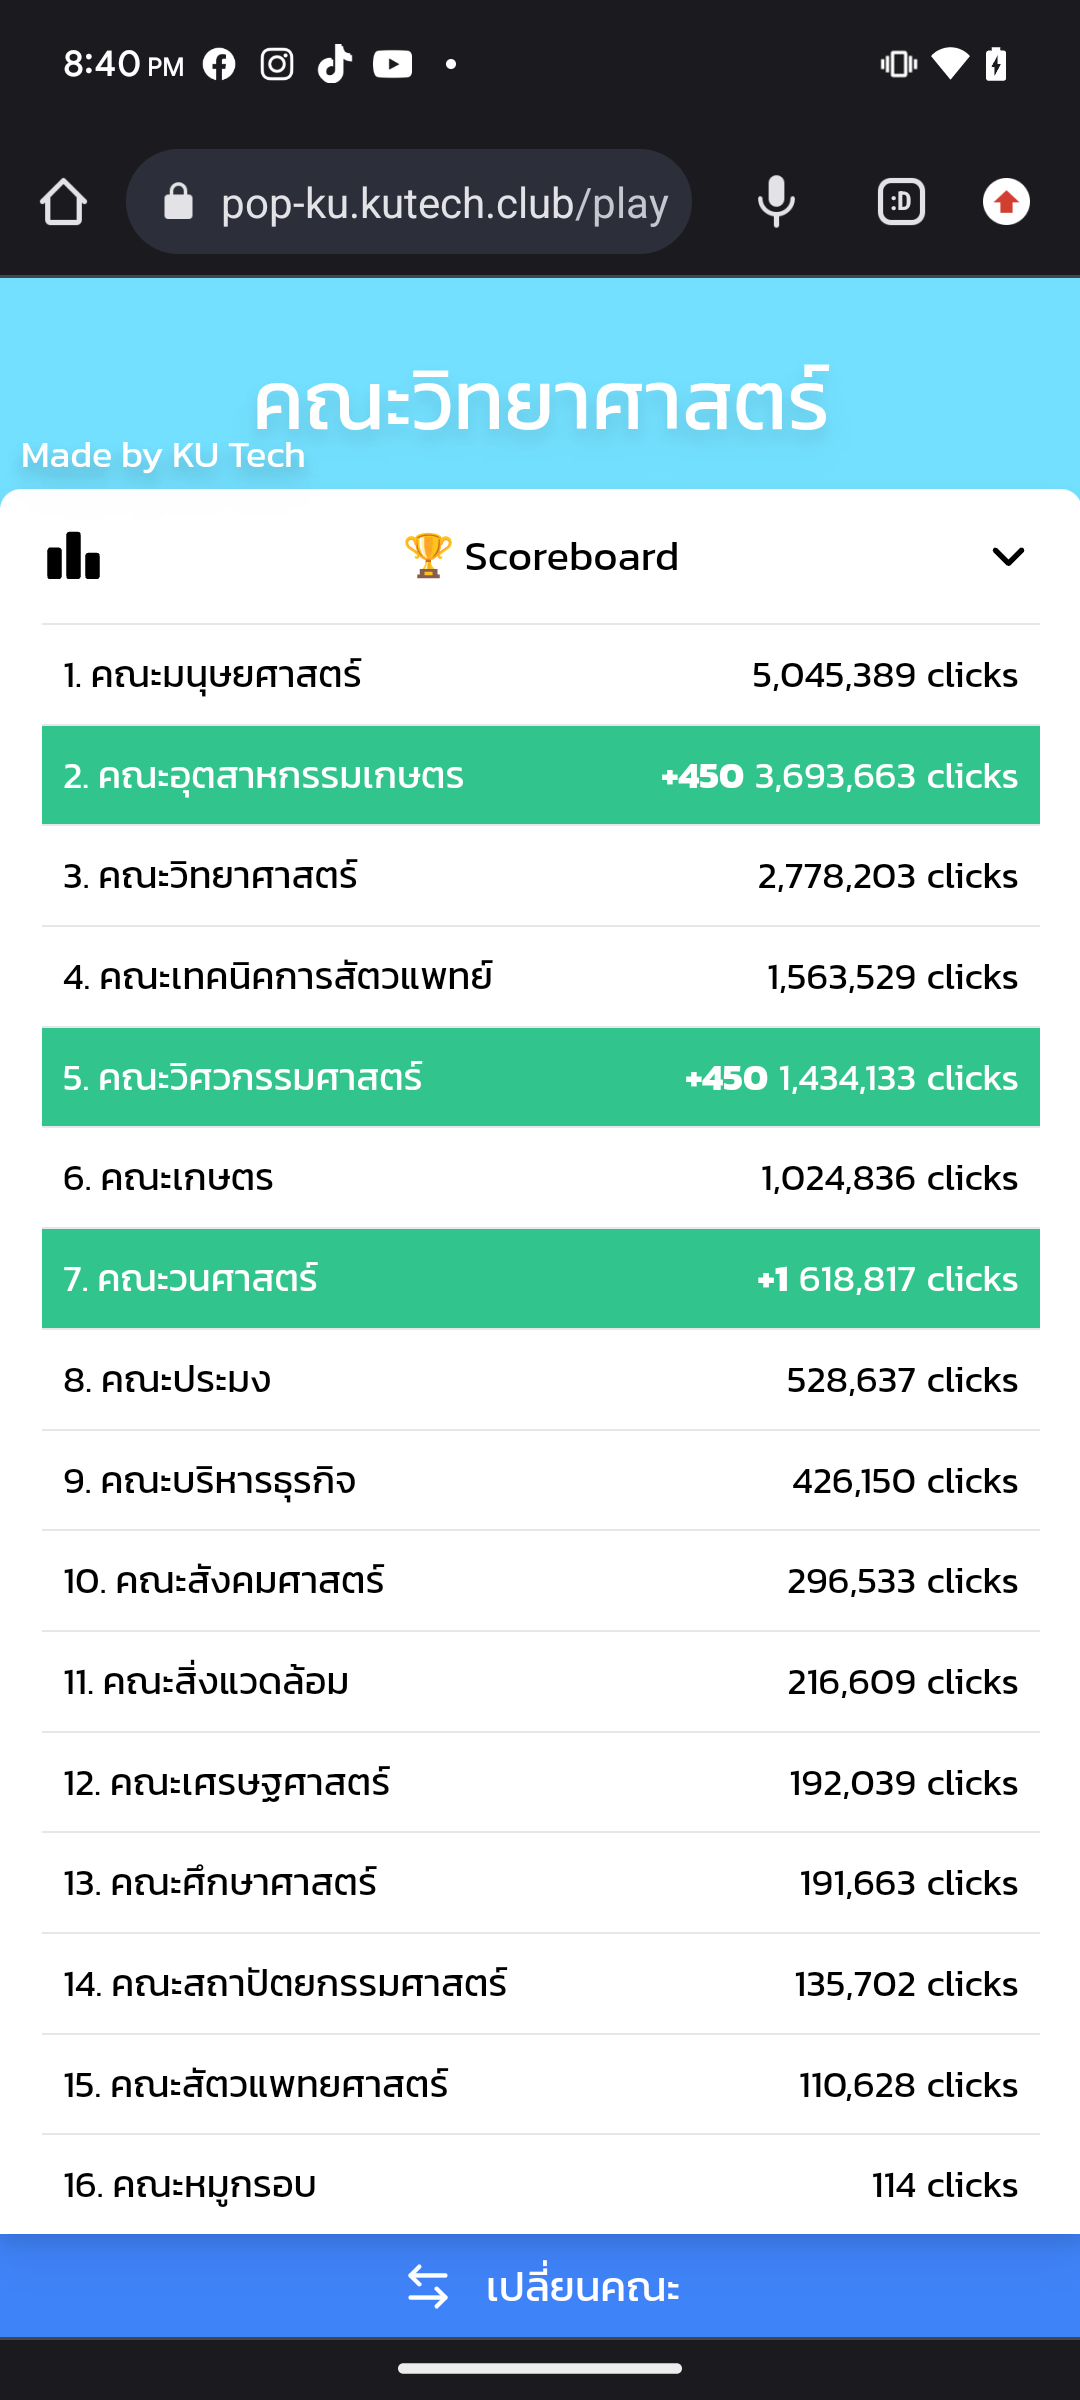 8:40 PM
pop-ku.kutech.club/play
:D
คณะวิทยาศาสตร์
Made by KU Tech
🏆 Scoreboard
1. คณะมนุษยศาสตร์ 5,045,389 clicks
2. คณะอุตสาหกรรมเกษตร +450 3,693,663 clicks
3. คณะวิทยาศาสตร์ 2,778,203 clicks
4. คณะเทคนิคการสัตวแพทย์ 1,563,529 clicks
5. คณะวิศวกรรมศาสตร์ +450 1,434,133 clicks
6. คณะเกษตร 1,024,836 clicks
7. คณะวนศาสตร์ +1 618,817 clicks
8. คณะประมง 528,637 clicks
9. คณะบริหารธุรกิจ 426,150 clicks
10. คณะสังคมศาสตร์ 296,533 clicks
11. คณะสิ่งแวดล้อม 216,609 clicks
12. คณะเศรษฐศาสตร์ 192,039 clicks
13. คณะศึกษาศาสตร์ 191,663 clicks
14. คณะสถาปัตยกรรมศาสตร์ 135,702 clicks
15. คณะสัตวแพทยศาสตร์ 110,628 clicks
16. คณะหมูกรอบ 114 clicks
เปลี่ยนคณะ